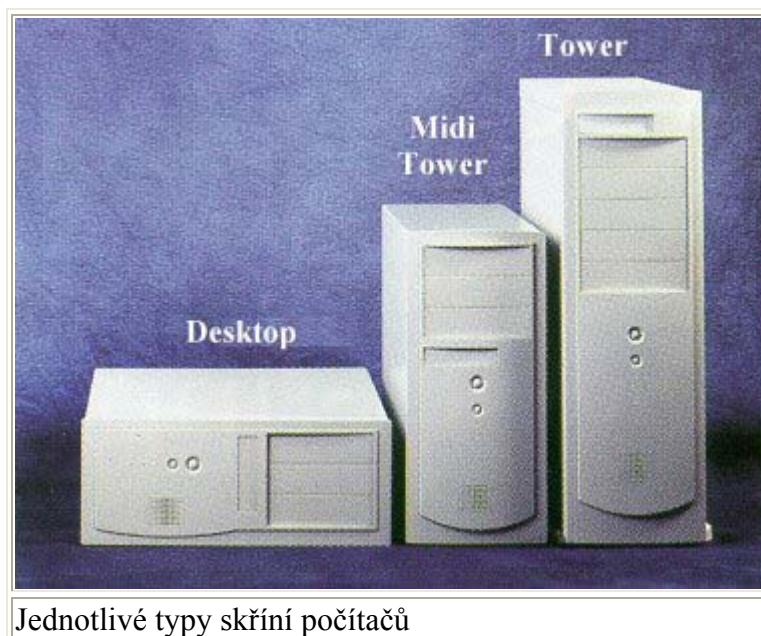 Tower
Midi
Tower
Desktop
Jednotlivé typy skříní počítačů